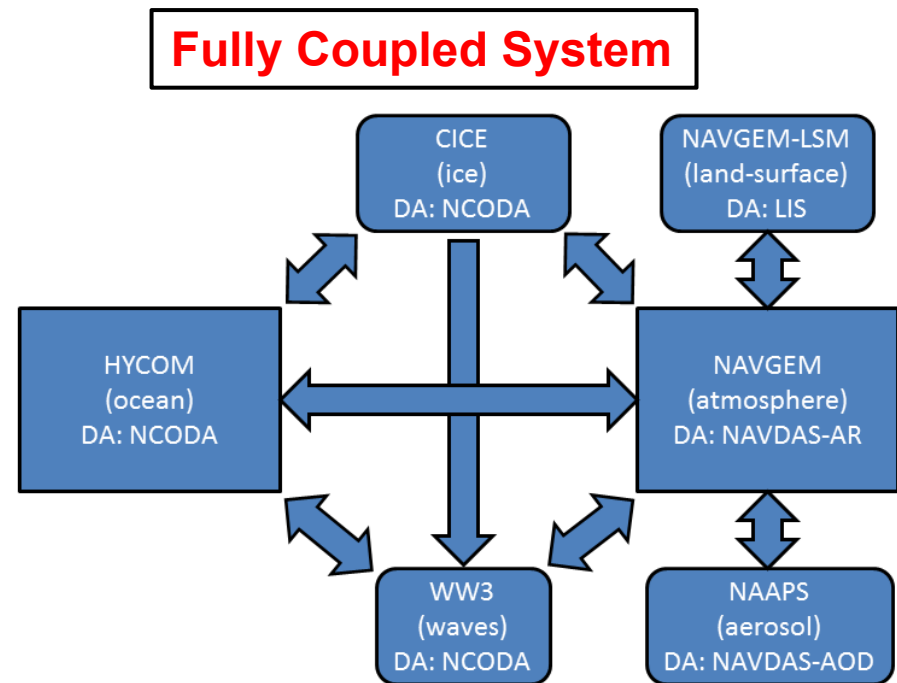 Fully Coupled System
CICE
(ice)
DA: NCODA
NAVGEM-LSM
(land-surface)
DA: LIS
HYCOM
(ocean)
DA: NCODA
NAVGEM
(atmosphere)
DA: NAVDAS-AR
WW3
(waves)
DA: NCODA
NAAPS
(aerosol)
DA: NAVDAS-AOD